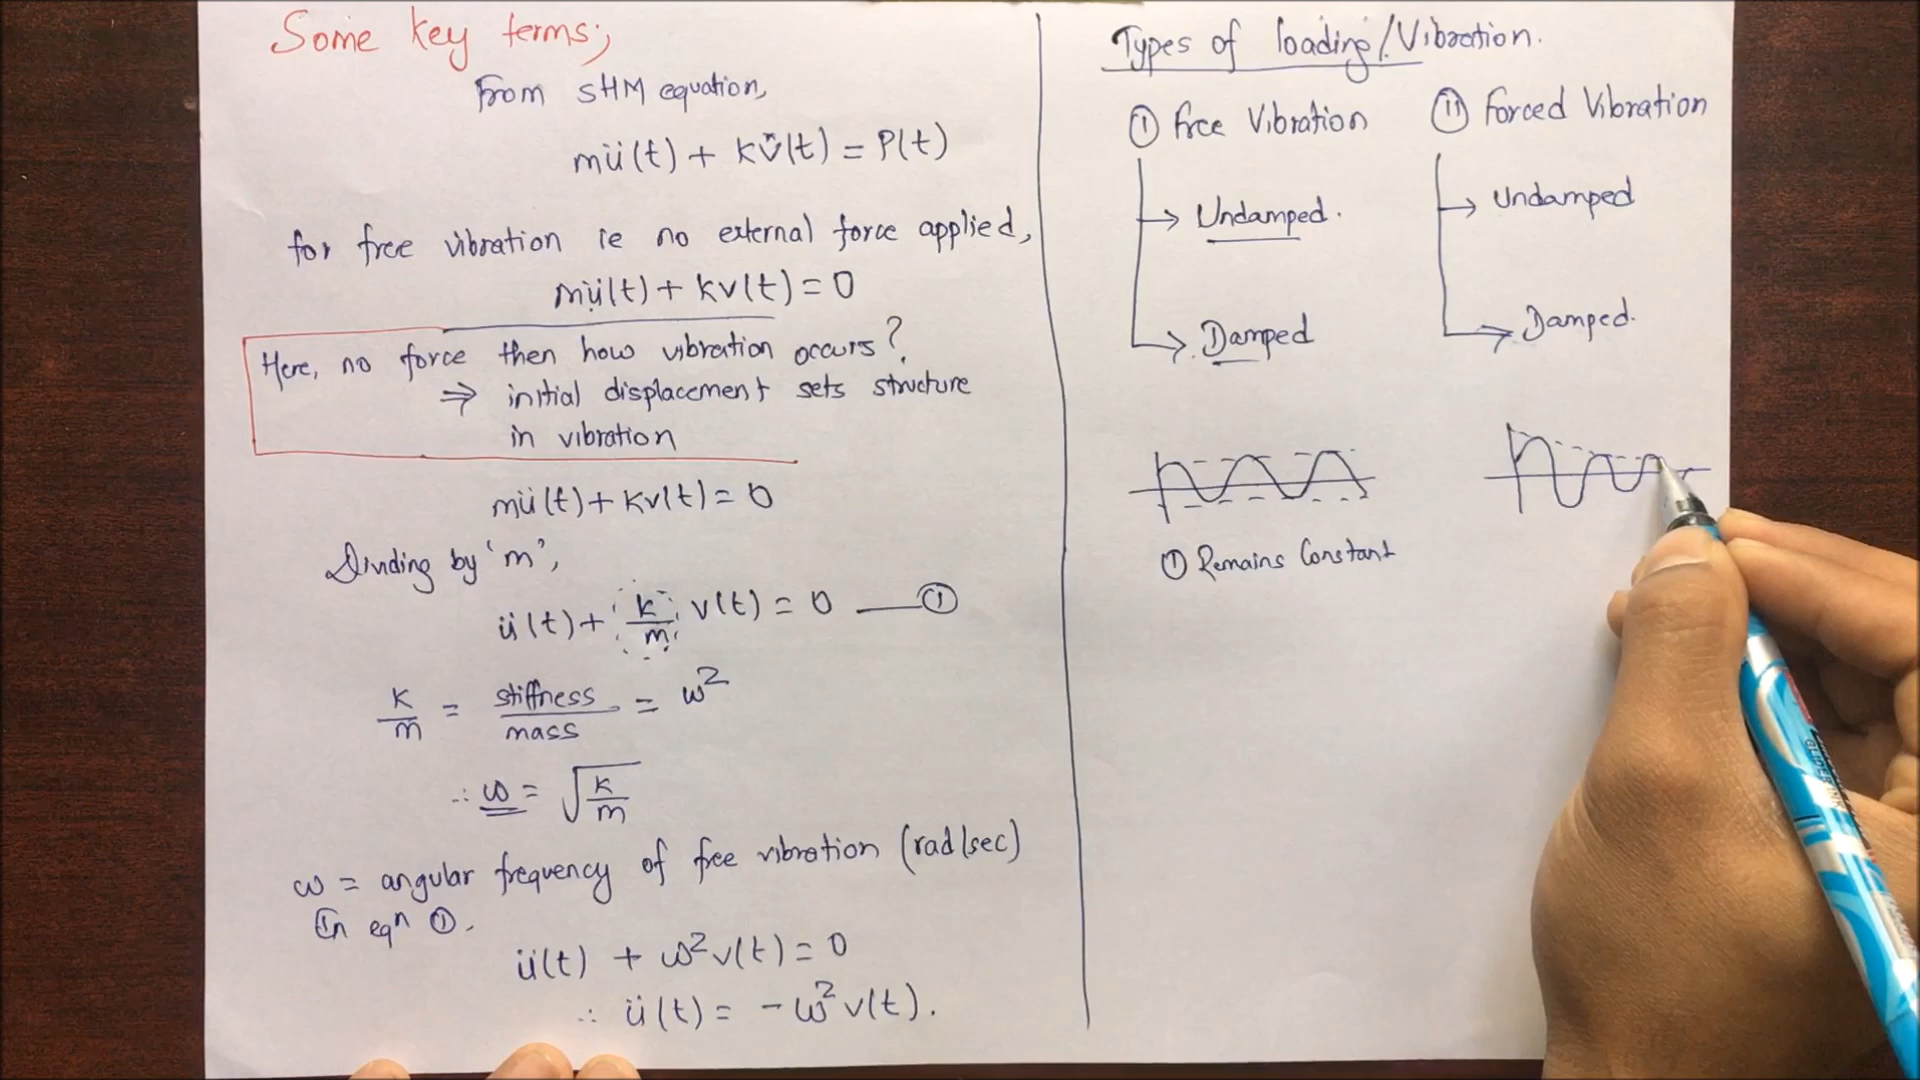 Some key terms;
From SHM equation,
mü(t) + kv̈(t) = P(t)
for free vibration ie no external force applied,
mü(t) + kv(t) = 0
Here, no force then how vibration occurs?
⇒ initial displacement sets structure
in vibration
mü(t) + kv(t) = 0
Dividing by 'm',
ü(t) + k/m v(t) = 0 — ①
k/m = stiffness/mass = ω²
∴ ω = √(k/m)
ω = angular frequency of free vibration (rad/sec)
In eqn ①.
ü(t) + ω²v(t) = 0
∴ ü(t) = -ω²v(t).
Types of loading/Vibration.
① Free Vibration
→ Undamped.
→ Damped
⑪ Forced Vibration
→ Undamped
→ Damped.
① Remains Constant